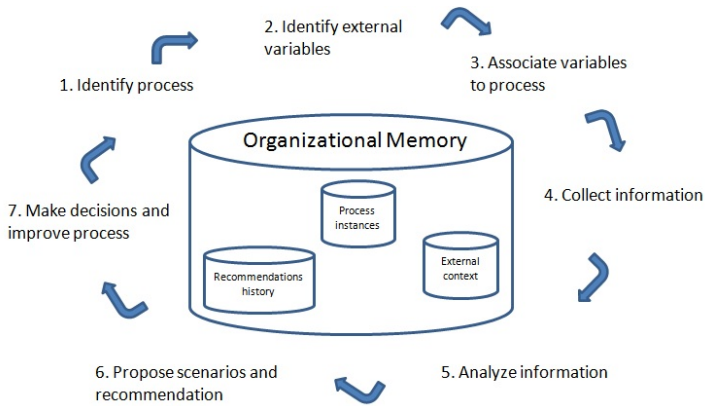 2. Identify external
variables
3. Associate variables
to process
1. Identify process
Organizational Memory
4. Collect information
7. Make decisions and
improve process
Process
instances
External
context
Recommendations
history
6. Propose scenarios and
recommendation
5. Analyze information